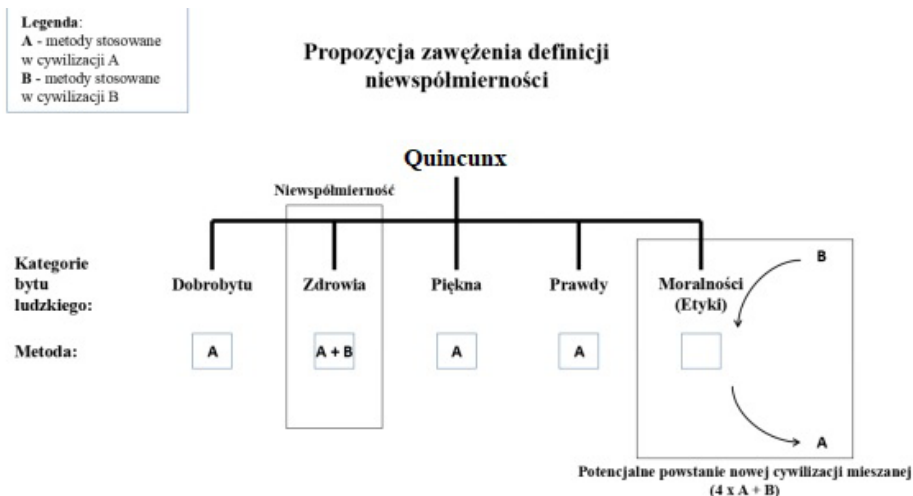 Legenda:
A - metody stosowane
w cywilizacji A
B - metody stosowane
w cywilizacji B
Propozycja zawężenia definicji
niewspółmierności
Quincunx
Niewspółmierność
Kategorie
bytu
ludzkiego:
Dobrobytu
Zdrowia
Piękna
Prawdy
Moralności
(Etyki)
B
Metoda:
A
A + B
A
A
A
Potencjalne powstanie nowej cywilizacji mieszanej
(4 x A + B)